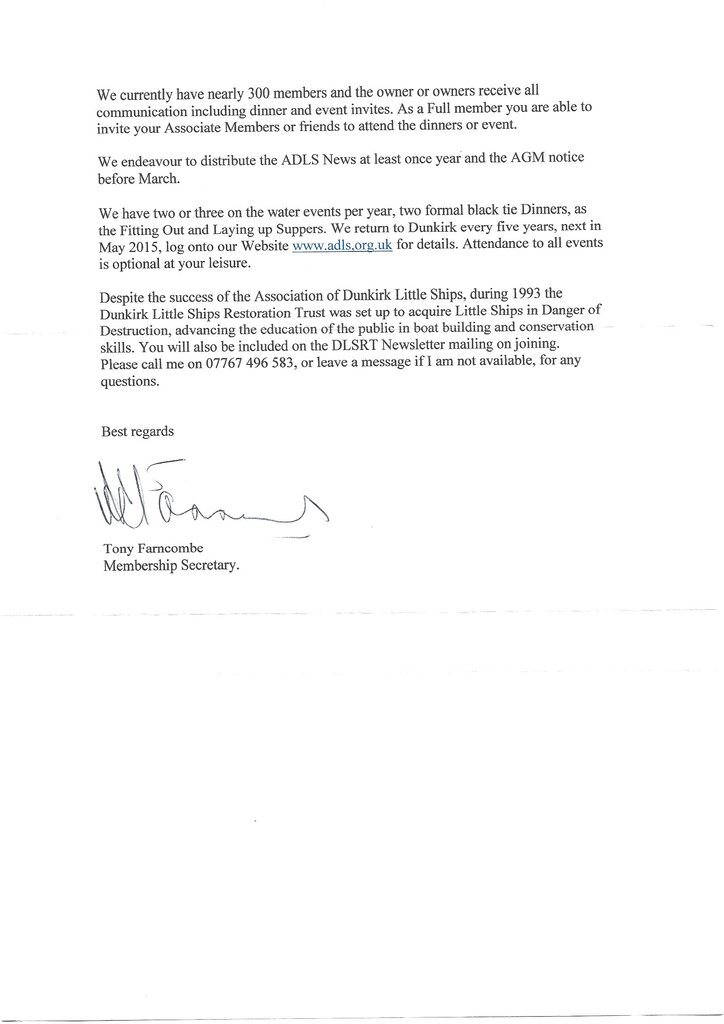 We currently have nearly 300 members and the owner or owners receive all
communication including dinner and event invites. As a Full member you are able to
invite your Associate Members or friends to attend the dinners or event.
We endeavour to distribute the ADLS News at least once year and the AGM notice
before March.
We have two or three on the water events per year, two formal black tie Dinners, as
the Fitting Out and Laying up Suppers. We return to Dunkirk every five years, next in
May 2015, log onto our Website www.adls.org.uk for details. Attendance to all events
is optional at your leisure.
Despite the success of the Association of Dunkirk Little Ships, during 1993 the
Dunkirk Little Ships Restoration Trust was set up to acquire Little Ships in Danger of
Destruction, advancing the education of the public in boat building and conservation
skills. You will also be included on the DLSRT Newsletter mailing on joining.
Please call me on 07767 496 583, or leave a message if I am not available, for any
questions.
Best regards
Tony Farncombe
Membership Secretary.